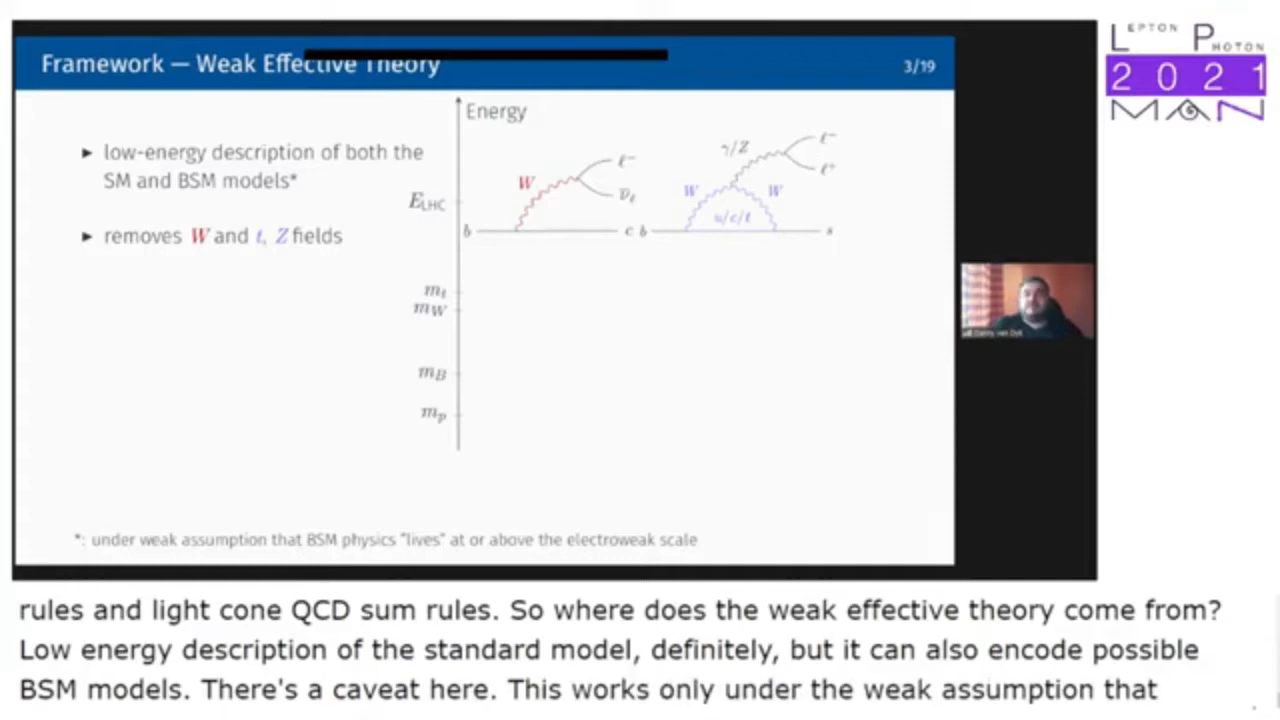 LEPTON PHOTON
2021
MAN
Framework — Weak Effective Theory
3/19
► low-energy description of both the
SM and BSM models*
► removes W and t, Z fields
Energy
E_LHC
m_t
m_W
m_B
m_p
W
ℓ⁻
ν̄_ℓ
b
c
γ/Z
ℓ⁻
ℓ⁺
W
W
u/c/t
b
s
*: under weak assumption that BSM physics "lives" at or above the electroweak scale
Danny van Dyk
rules and light cone QCD sum rules. So where does the weak effective theory come from?
Low energy description of the standard model, definitely, but it can also encode possible
BSM models. There's a caveat here. This works only under the weak assumption that